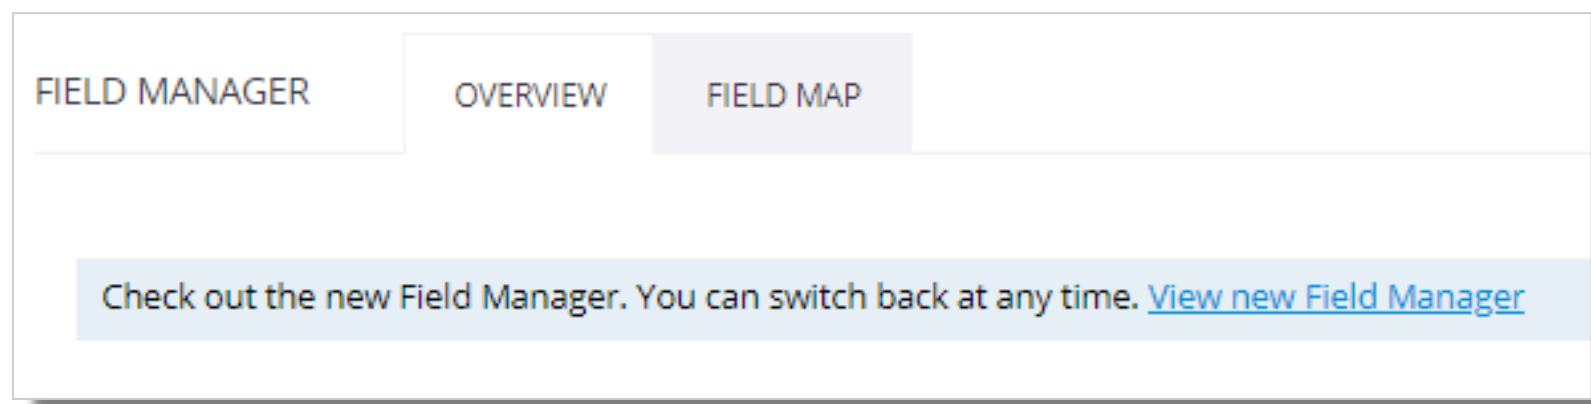 FIELD MANAGER OVERVIEW FIELD MAP
Check out the new Field Manager. You can switch back at any time. View new Field Manager